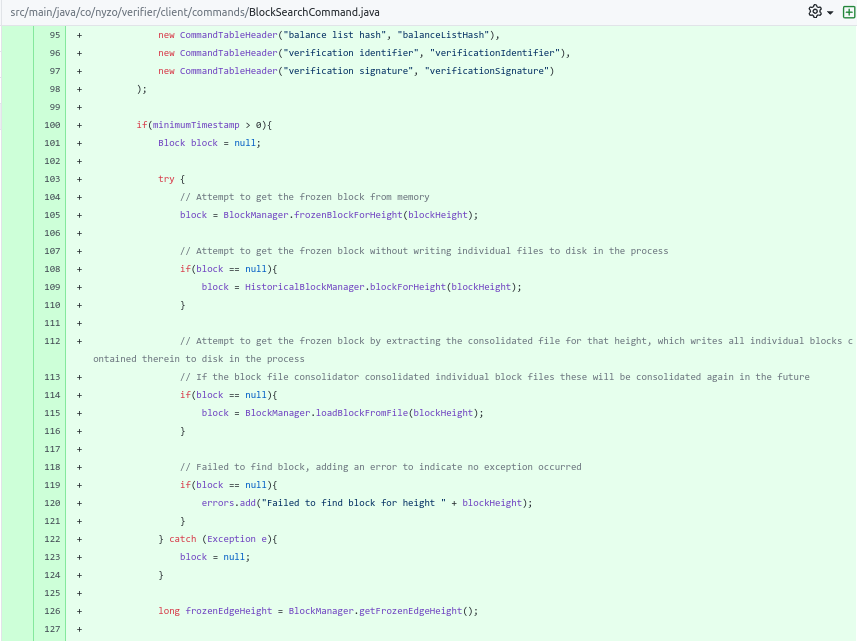 src/main/java/co/nyzo/verifier/client/commands/BlockSearchCommand.java
95 + new CommandTableHeader("balance list hash", "balanceListHash"),
96 + new CommandTableHeader("verification identifier", "verificationIdentifier"),
97 + new CommandTableHeader("verification signature", "verificationSignature")
98 + );
99 +
100 + if(minimumTimestamp > 0){
101 + Block block = null;
102 +
103 + try {
104 + // Attempt to get the frozen block from memory
105 + block = BlockManager.frozenBlockForHeight(blockHeight);
106 +
107 + // Attempt to get the frozen block without writing individual files to disk in the process
108 + if(block == null){
109 + block = HistoricalBlockManager.blockForHeight(blockHeight);
110 + }
111 +
112 + // Attempt to get the frozen block by extracting the consolidated file for that height, which writes all individual blocks c
ontained therein to disk in the process
113 + // If the block file consolidator consolidated individual block files these will be consolidated again in the future
114 + if(block == null){
115 + block = BlockManager.loadBlockFromFile(blockHeight);
116 + }
117 +
118 + // Failed to find block, adding an error to indicate no exception occurred
119 + if(block == null){
120 + errors.add("Failed to find block for height " + blockHeight);
121 + }
122 + } catch (Exception e){
123 + block = null;
124 + }
125 +
126 + long frozenEdgeHeight = BlockManager.getFrozenEdgeHeight();
127 +